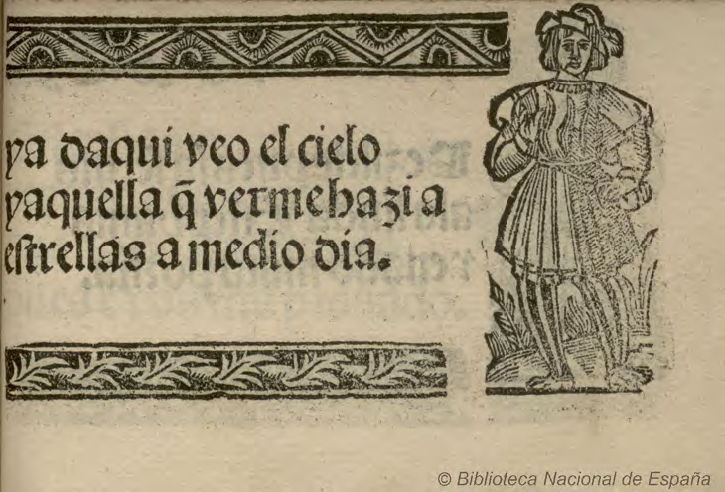 ya daqui veo el cielo
yaquella q̃ vermehazi a
estrellas a medio dia.
© Biblioteca Nacional de España